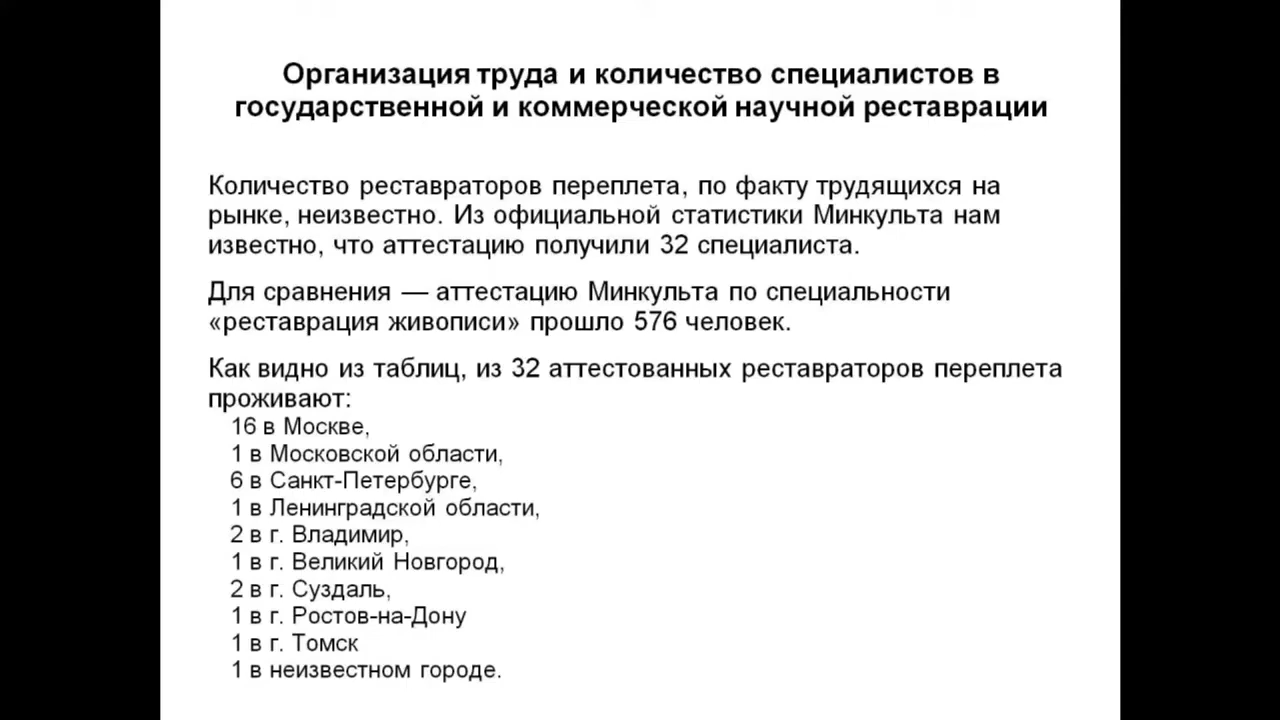 Организация труда и количество специалистов в
государственной и коммерческой научной реставрации
Количество реставраторов переплета, по факту трудящихся на
рынке, неизвестно. Из официальной статистики Минкульта нам
известно, что аттестацию получили 32 специалиста.
Для сравнения — аттестацию Минкульта по специальности
«реставрация живописи» прошло 576 человек.
Как видно из таблиц, из 32 аттестованных реставраторов переплета
проживают:
16 в Москве,
1 в Московской области,
6 в Санкт-Петербурге,
1 в Ленинградской области,
2 в г. Владимир,
1 в г. Великий Новгород,
2 в г. Суздаль,
1 в г. Ростов-на-Дону
1 в г. Томск
1 в неизвестном городе.